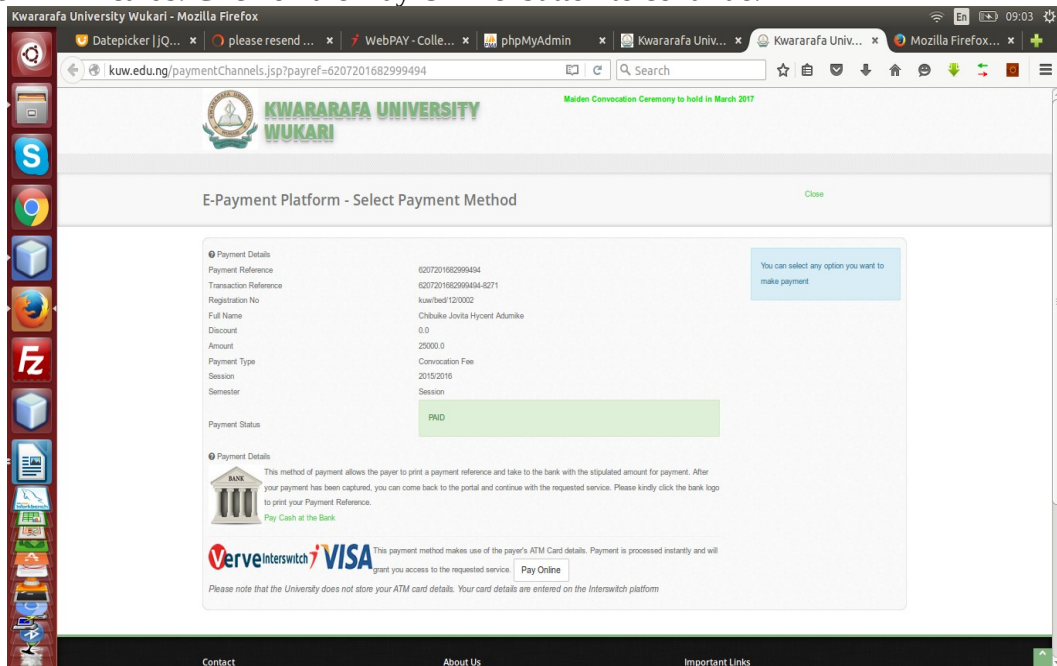 Kwararafa University Wukari - Mozilla Firefox
En
09:03
Datepicker | jQ...
please resend ...
WebPAY - Colle...
phpMyAdmin
Kwararafa Univ...
Kwararafa Univ...
Mozilla Firefox...
kuw.edu.ng/paymentChannels.jsp?payref=6207201682999494
Search
KWARARAFA UNIVERSITY
WUKARI
Maiden Convocation Ceremony to hold in March 2017
E-Payment Platform - Select Payment Method
Close
Payment Details
Payment Reference 6207201682999494
Transaction Reference 6207201682999494-8271
Registration No kuw/bed/12/0002
Full Name Chibuike Jovita Hycent Adumike
Discount 0.0
Amount 25000.0
Payment Type Convocation Fee
Session 2015/2016
Semester Session
Payment Status PAID
You can select any option you want to
make payment
Payment Details
BANK
This method of payment allows the payer to print a payment reference and take to the bank with the stipulated amount for payment. After
your payment has been captured, you can come back to the portal and continue with the requested service. Please kindly click the bank logo
to print your Payment Reference.
Pay Cash at the Bank
Verve Interswitch VISA
This payment method makes use of the payer's ATM Card details. Payment is processed instantly and will
grant you access to the requested service. Pay Online
Please note that the University does not store your ATM card details. Your card details are entered on the Interswitch platform
Contact About Us Important Links